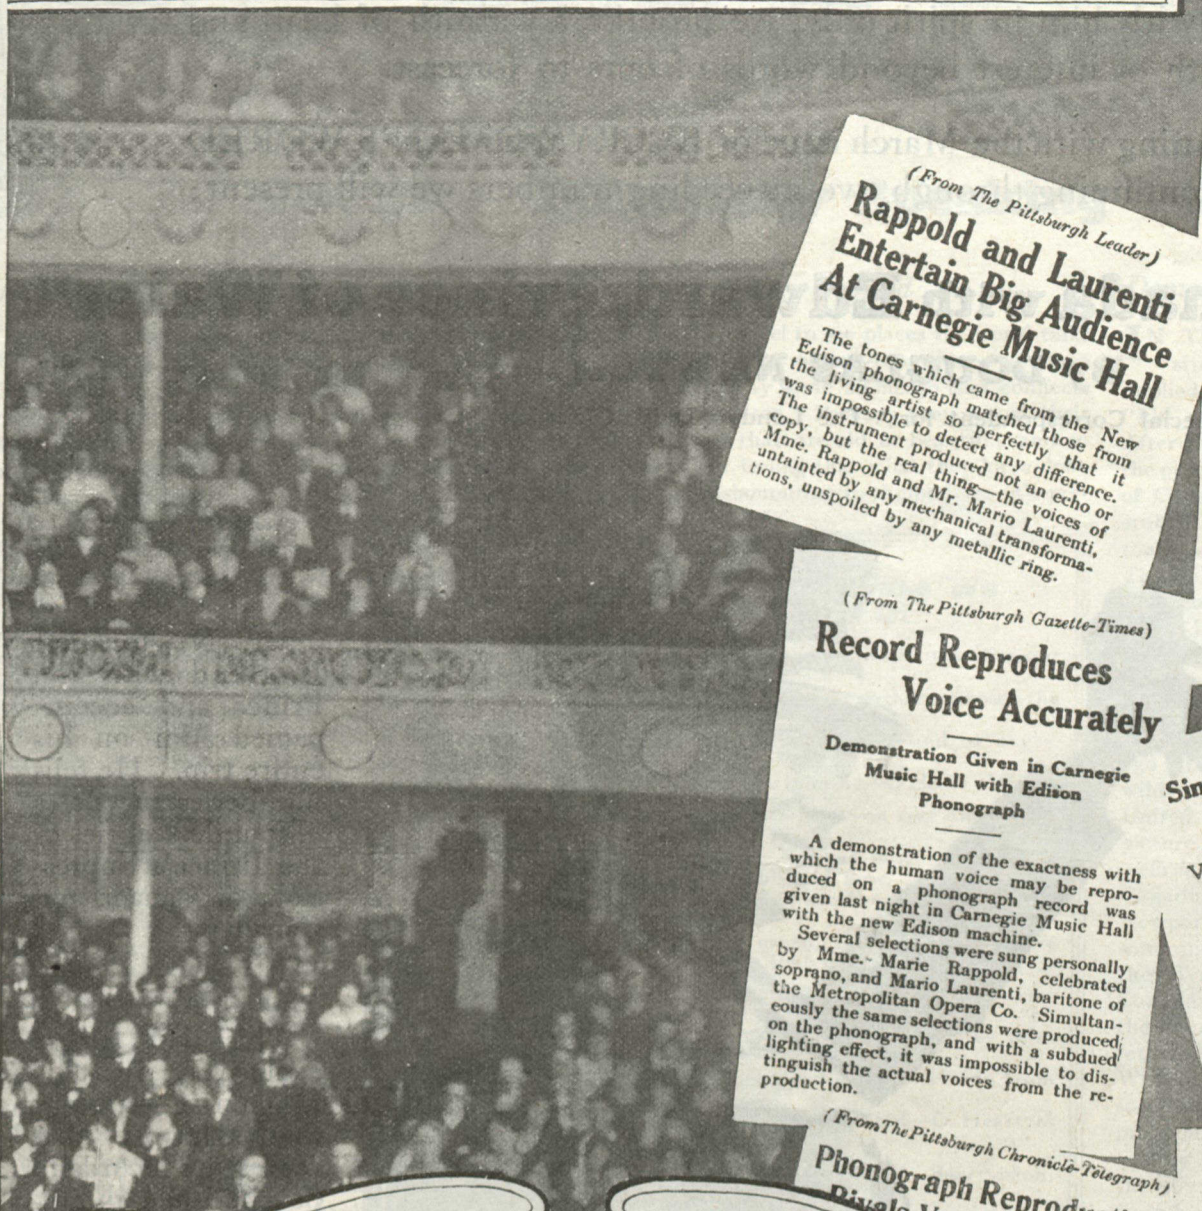 (From The Pittsburgh Leader)
Rappold and Laurenti
Entertain Big Audience
At Carnegie Music Hall
The tones which came from the New
Edison phonograph matched those from
the living artist so perfectly that it
was impossible to detect any difference.
The instrument produced not an echo or
copy, but the real thing—the voices of
Mme. Rappold and Mr. Mario Laurenti,
untainted by any mechanical transforma-
tions, unspoiled by any metallic ring.
(From The Pittsburgh Gazette-Times)
Record Reproduces
Voice Accurately
Demonstration Given in Carnegie
Music Hall with Edison
Phonograph
A demonstration of the exactness with
which the human voice may be repro-
duced on a phonograph record was
given last night in Carnegie Music Hall
with the new Edison machine.
Several selections were sung personally
by Mme. Marie Rappold, celebrated
soprano, and Mario Laurenti, baritone of
the Metropolitan Opera Co. Simultan-
eously the same selections were produced
on the phonograph, and with a subdued
lighting effect, it was impossible to dis-
tinguish the actual voices from the re-
production.
(From The Pittsburgh Chronicle-Telegraph)
Phonograph
Sin
V